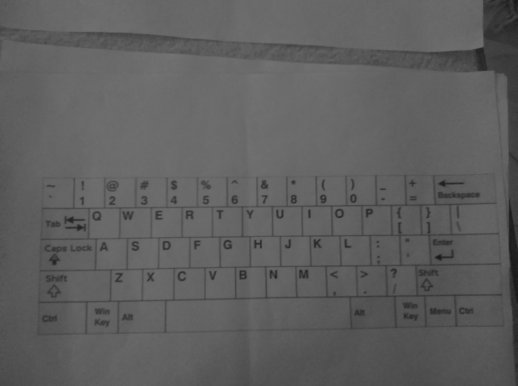 ~ ! @ # $ % ^ & * ( ) _ + ←
` 1 2 3 4 5 6 7 8 9 0 - = Backspace
Tab Q W E R T Y U I O P { } |
[ ] \
Caps Lock A S D F G H J K L : " Enter
; '
Shift Z X C V B N M < > ? Shift
, . /
Ctrl Win Key Alt Alt Win Key Menu Ctrl